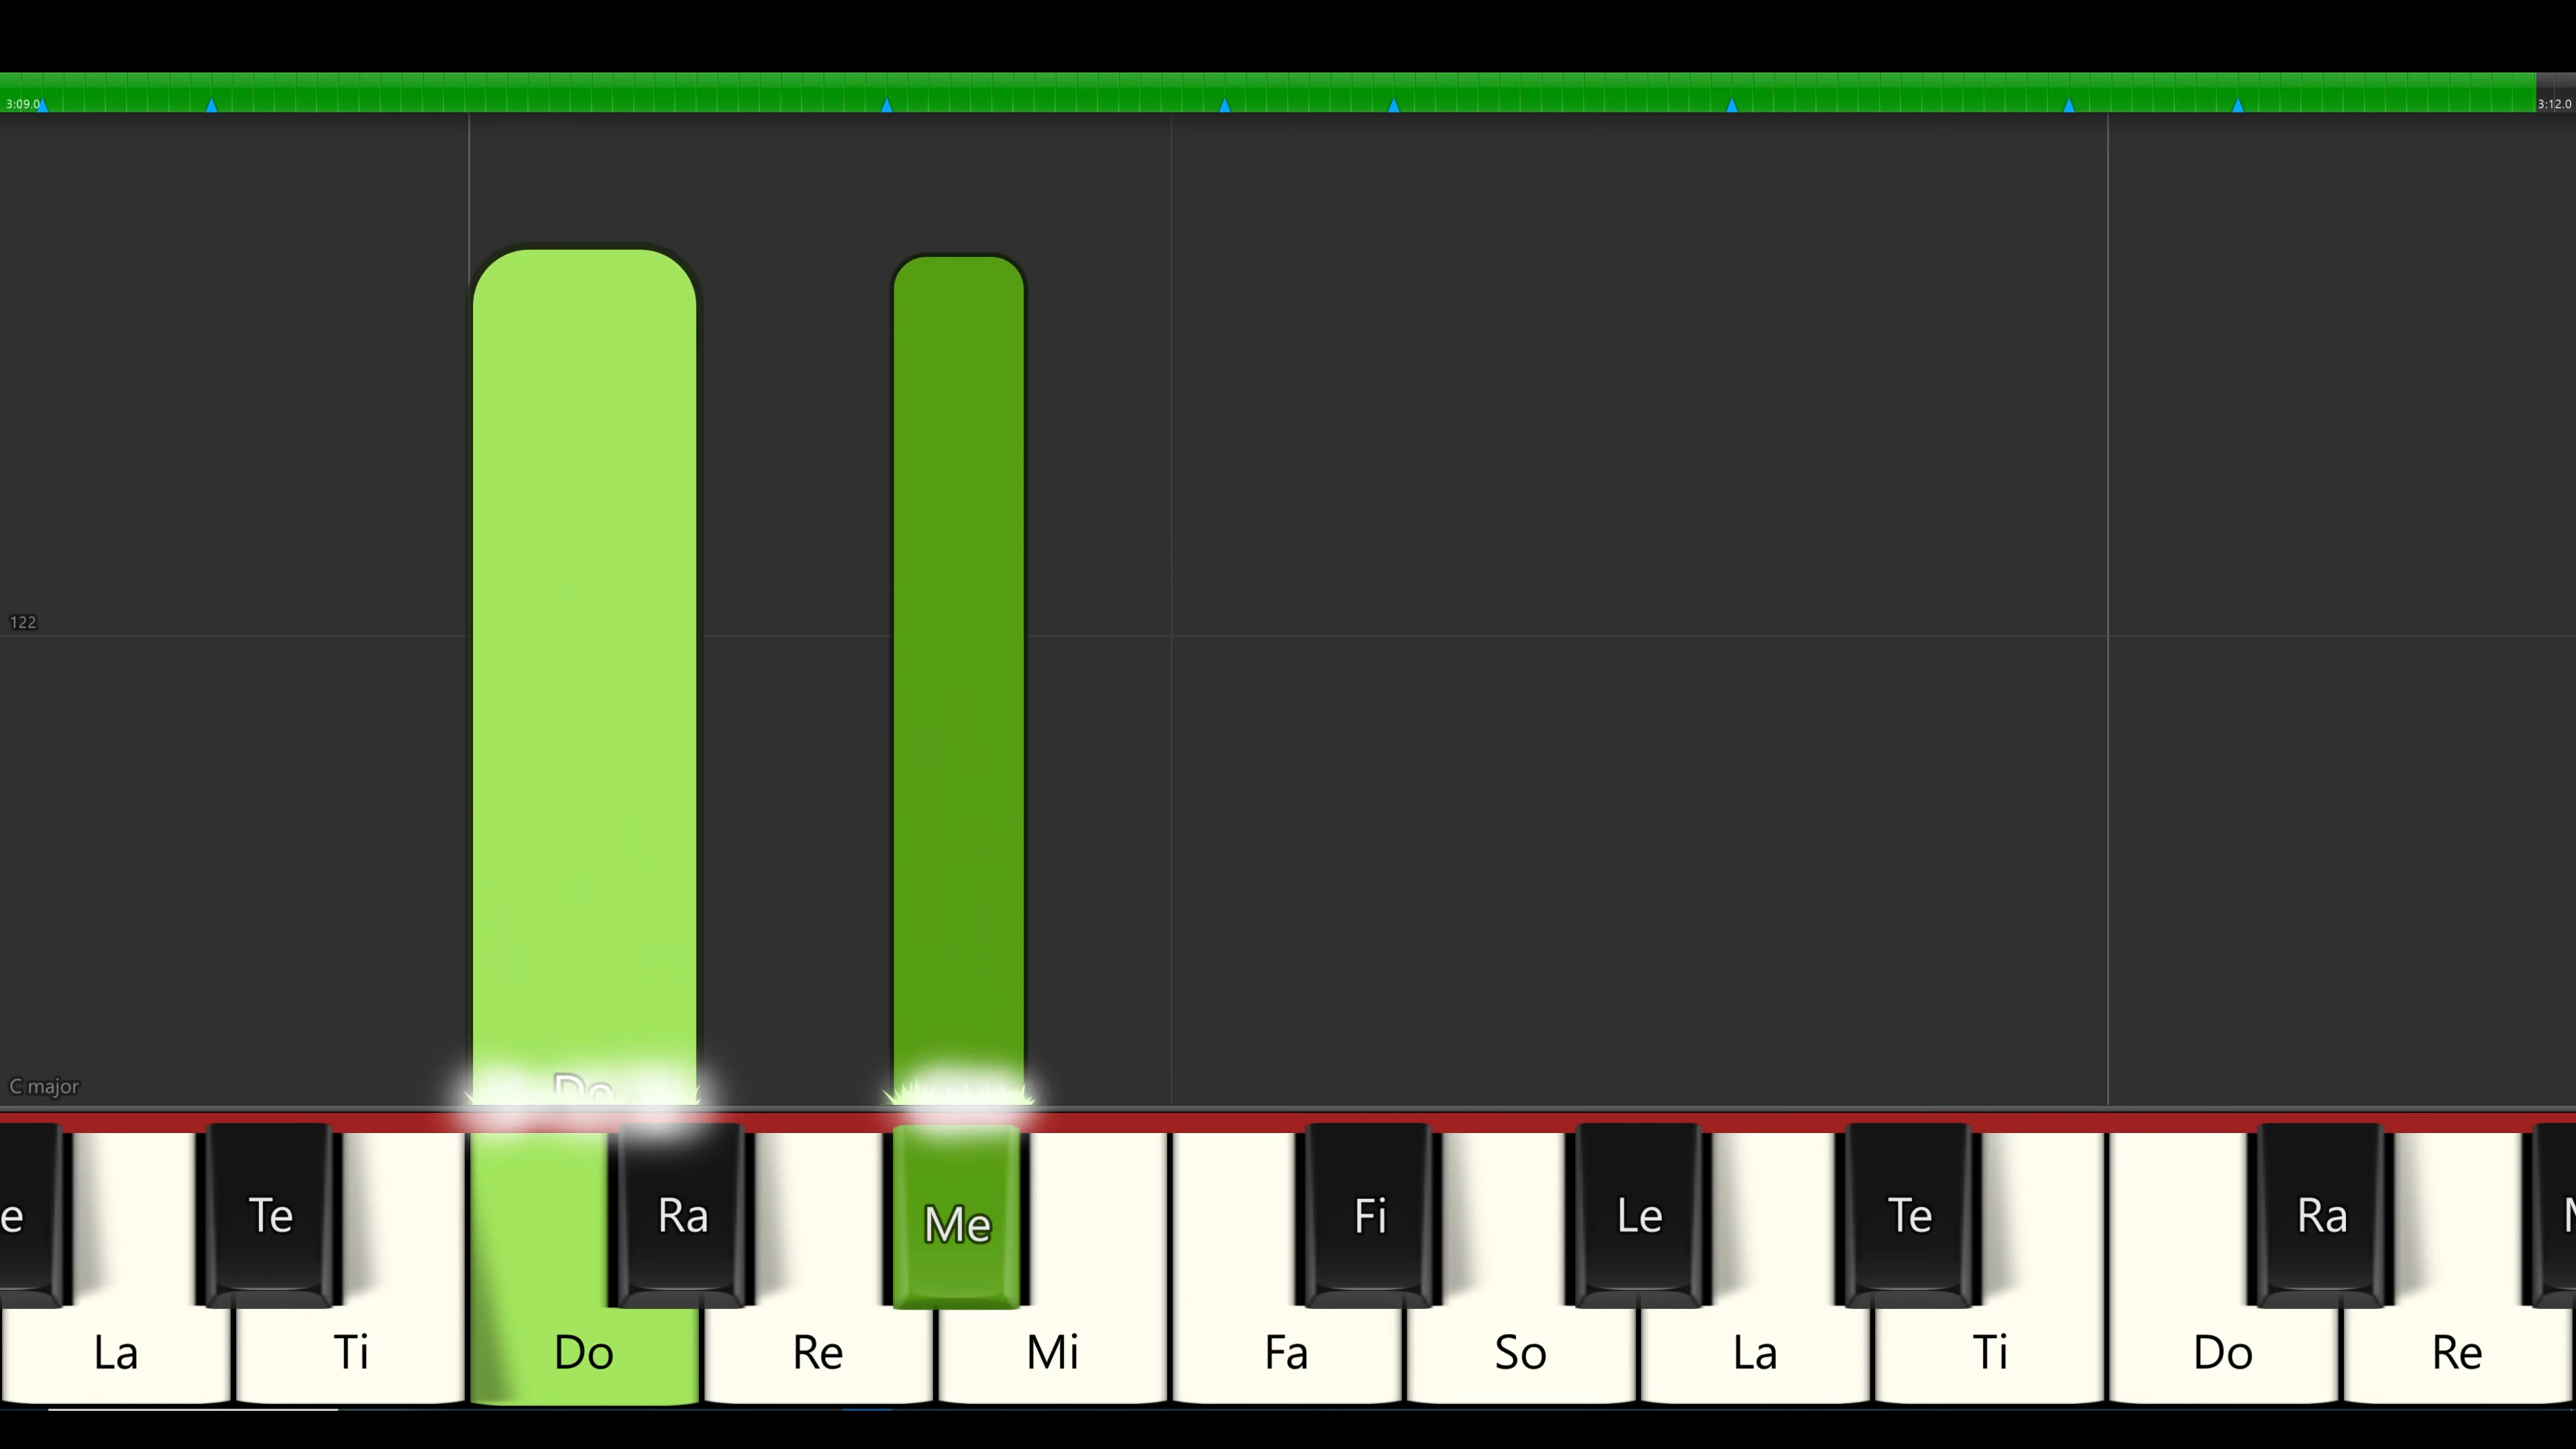 3:09.0 3:12.0
122
C major
Do
Te Ra Me Fi Le Te Ra
La Ti Do Re Mi Fa So La Ti Do Re